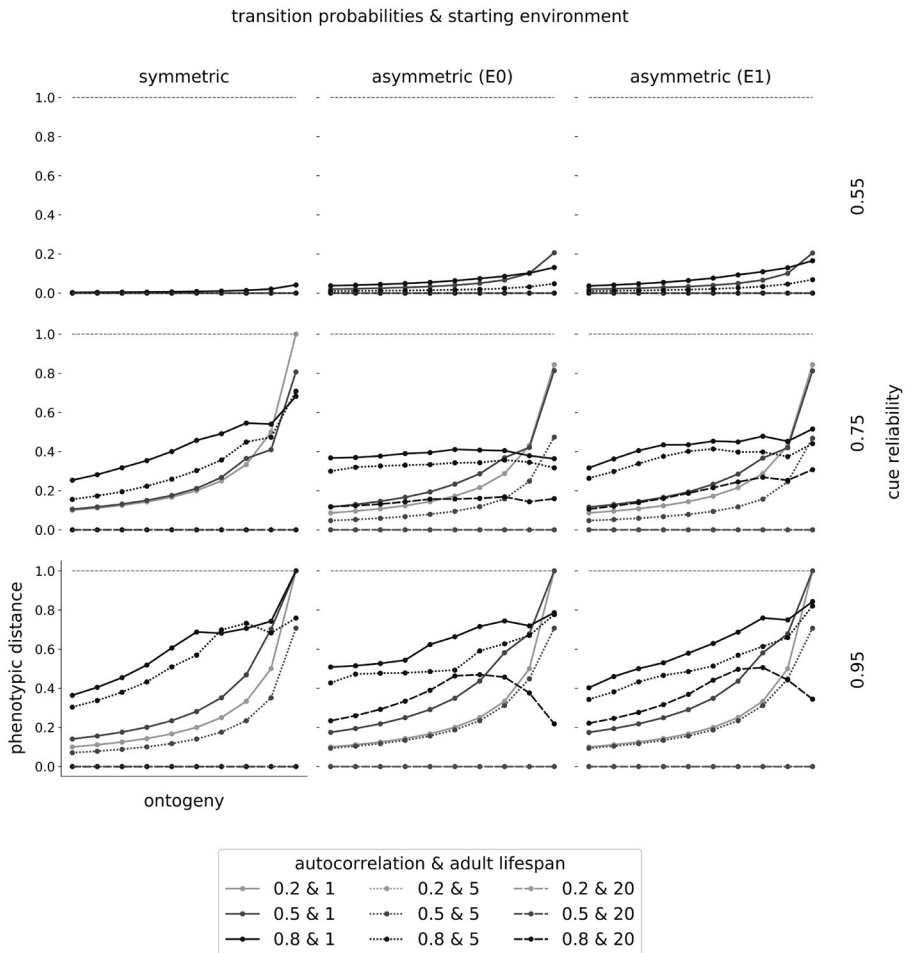 transition probabilities & starting environment
symmetric
asymmetric (E0)
asymmetric (E1)
1.0
0.8
0.6
0.4
0.2
0.0
0.55
1.0
0.8
0.6
0.4
0.2
0.0
0.75
cue reliability
1.0
0.8
0.6
0.4
0.2
0.0
phenotypic distance
0.95
ontogeny
autocorrelation & adult lifespan
0.2 & 1 0.2 & 5 0.2 & 20
0.5 & 1 0.5 & 5 0.5 & 20
0.8 & 1 0.8 & 5 0.8 & 20